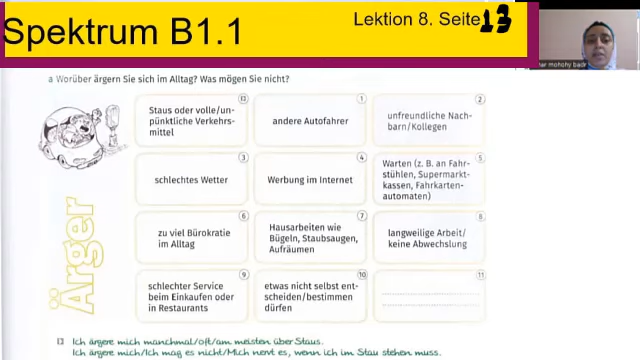 Spektrum B1.1
Lektion 8. Seite 13
mohohy badr
a Worüber ärgern Sie sich im Alltag? Was mögen Sie nicht?
13
Staus oder volle/un-
pünktliche Verkehrs-
mittel
1
andere Autofahrer
2
unfreundliche Nach-
barn/Kollegen
3
schlechtes Wetter
4
Werbung im Internet
5
Warten (z. B. an Fahr-
stühlen, Supermarkt-
kassen, Fahrkarten-
automaten)
6
zu viel Bürokratie
im Alltag
7
Hausarbeiten wie
Bügeln, Staubsaugen,
Aufräumen
8
langweilige Arbeit/
keine Abwechslung
9
schlechter Service
beim Einkaufen oder
in Restaurants
10
etwas nicht selbst ent-
scheiden/bestimmen
dürfen
11
Ärger
13 Ich ärgere mich manchmal/oft/am meisten über Staus.
Ich ärgere mich/Ich mag es nicht/Mich nervt es, wenn ich im Stau stehen muss.